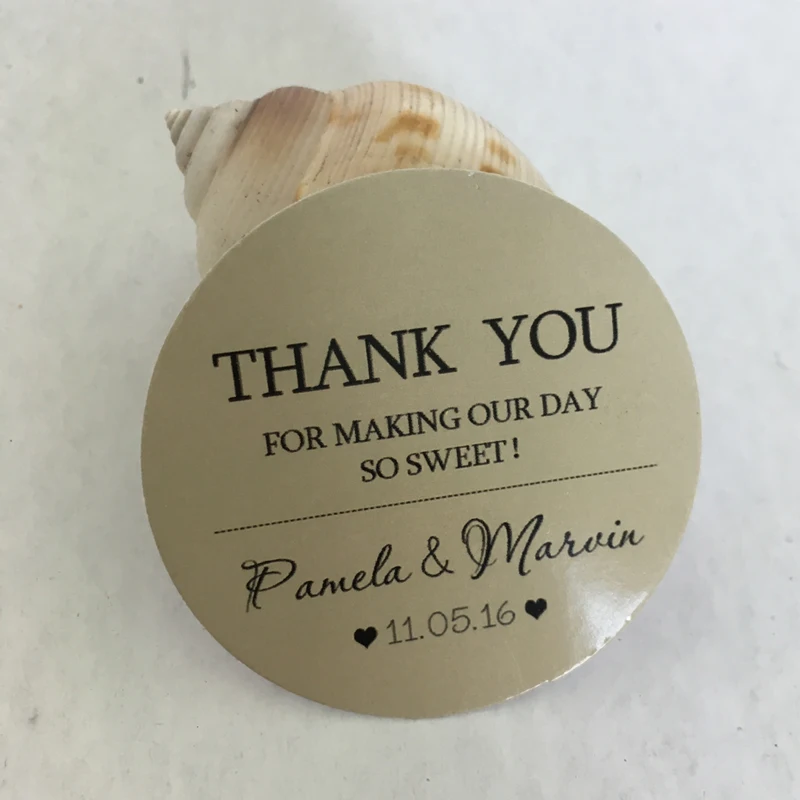 THANK YOU
FOR MAKING OUR DAY
SO SWEET!
Pamela & Marvin
♥ 11.05.16 ♥